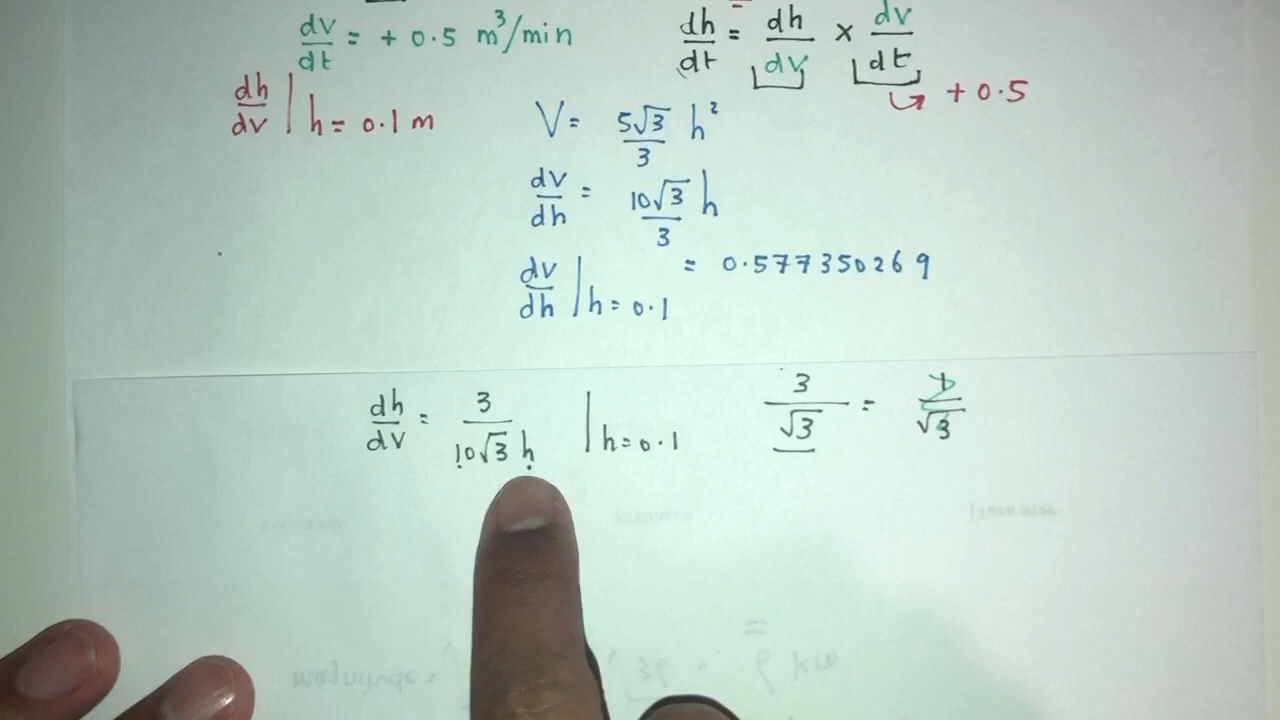 dv/dt = + 0.5 m³/min
dh/dt = dh/dv × dv/dt
+ 0.5
dh/dv | h = 0.1 m
V = 5√3/3 h²
dv/dh = 10√3/3 h
dv/dh | h = 0.1 = 0.577350269
dh/dv = 3/10√3 h | h = 0.1
3/√3 =
magnitude =